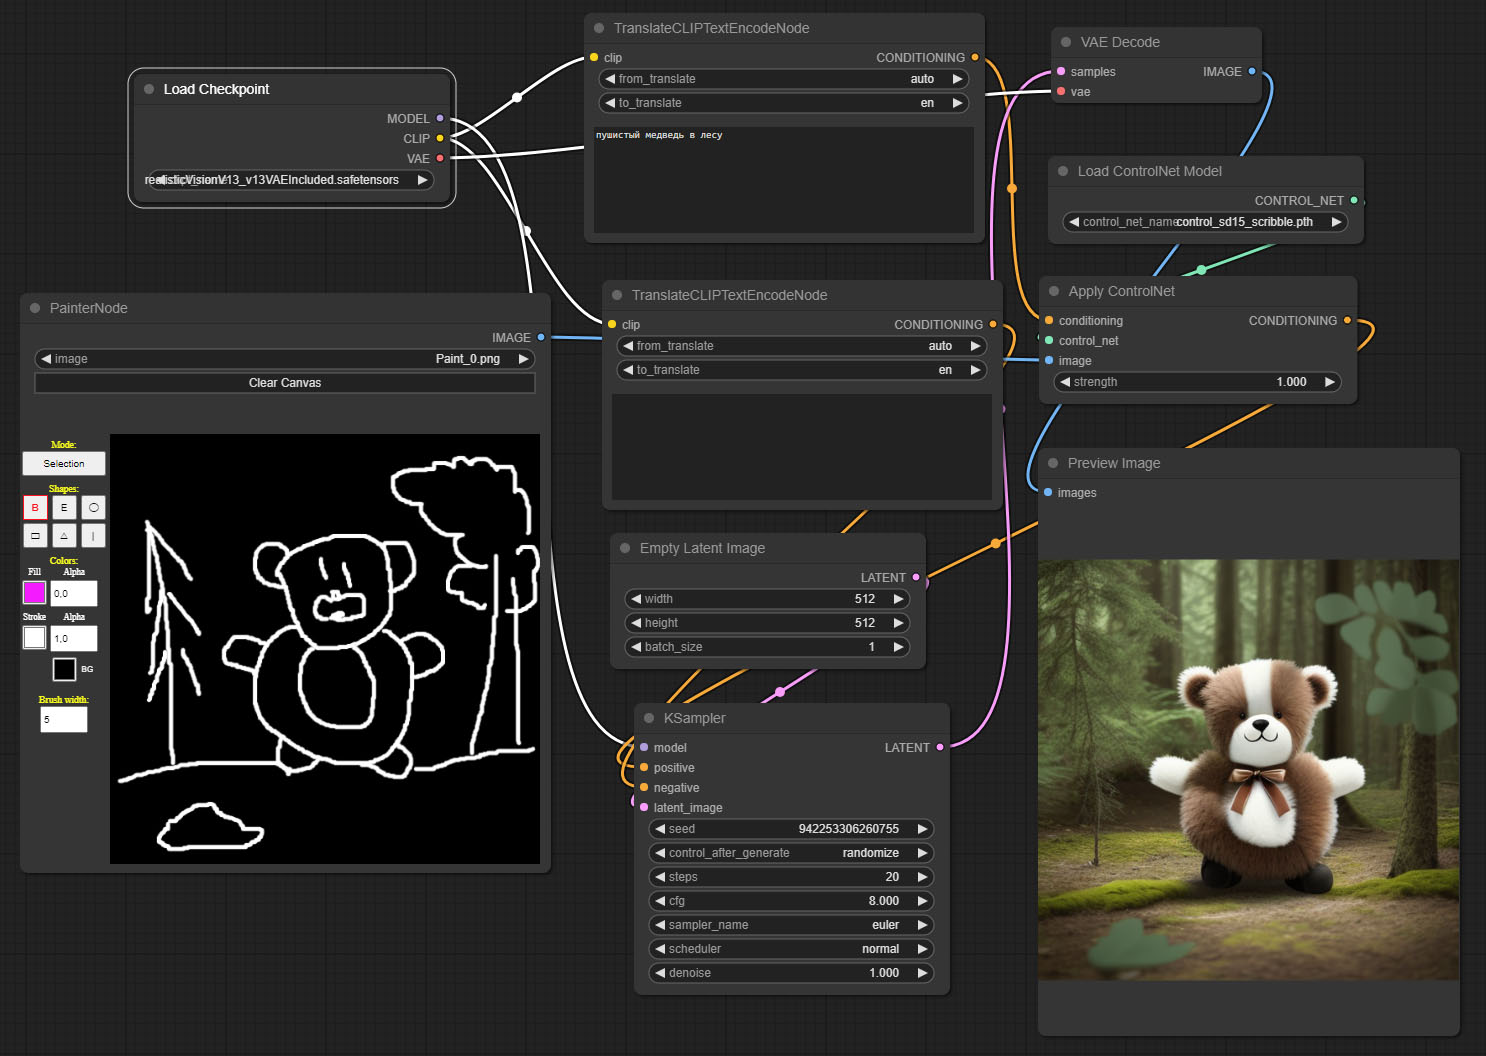 Load Checkpoint
MODEL
CLIP
VAE
realisticVisionV13_v13VAEIncluded.safetensors
TranslateCLIPTextEncodeNode
clip CONDITIONING
from_translate auto
to_translate en
пушистый медведь в лесу
VAE Decode
samples IMAGE
vae
Load ControlNet Model
CONTROL_NET
control_net_name control_sd15_scribble.pth
PainterNode
IMAGE
image Paint_0.png
Clear Canvas
Mode:
Selection
Shapes:
B E
Colors:
Fill Alpha
0,0
Stroke Alpha
1,0
BG
Brush width:
5
TranslateCLIPTextEncodeNode
clip CONDITIONING
from_translate auto
to_translate en
Apply ControlNet
conditioning CONDITIONING
control_net
image
strength 1.000
Empty Latent Image
LATENT
width 512
height 512
batch_size 1
KSampler
model LATENT
positive
negative
latent_image
seed 942253306260755
control_after_generate randomize
steps 20
cfg 8.000
sampler_name euler
scheduler normal
denoise 1.000
Preview Image
images